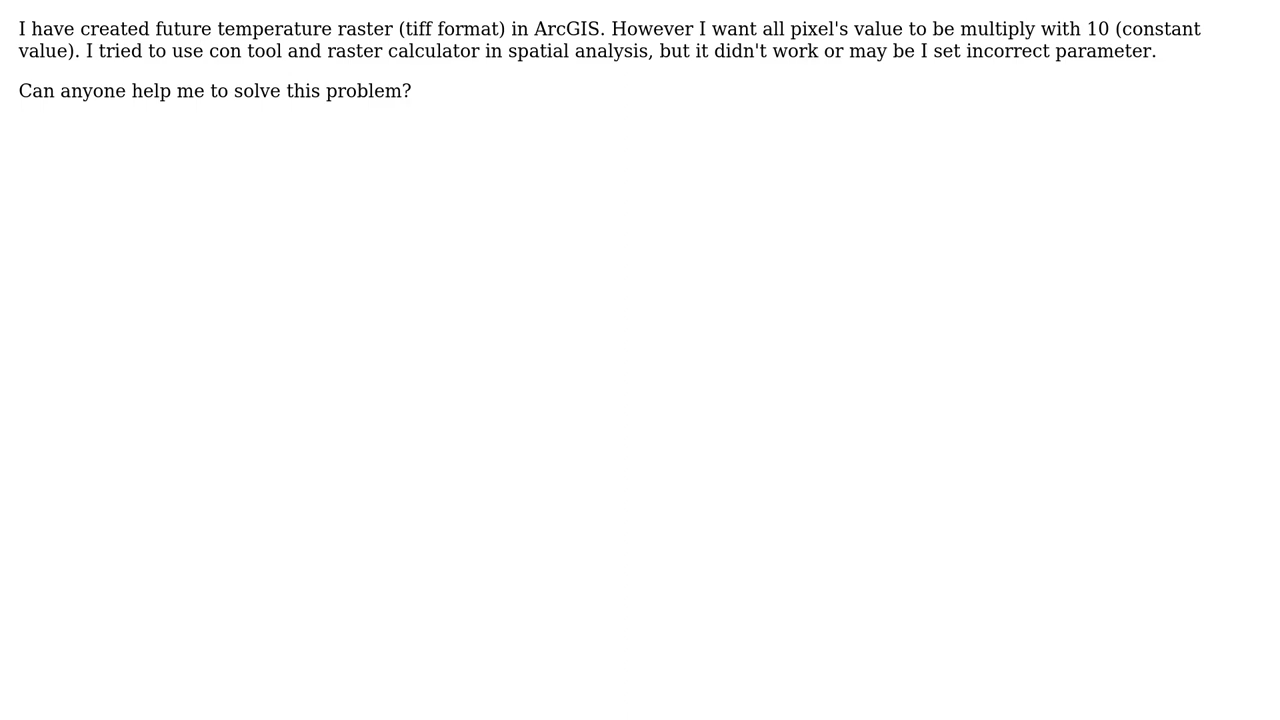 I have created future temperature raster (tiff format) in ArcGIS. However I want all pixel's value to be multiply with 10 (constant
value). I tried to use con tool and raster calculator in spatial analysis, but it didn't work or may be I set incorrect parameter.
Can anyone help me to solve this problem?